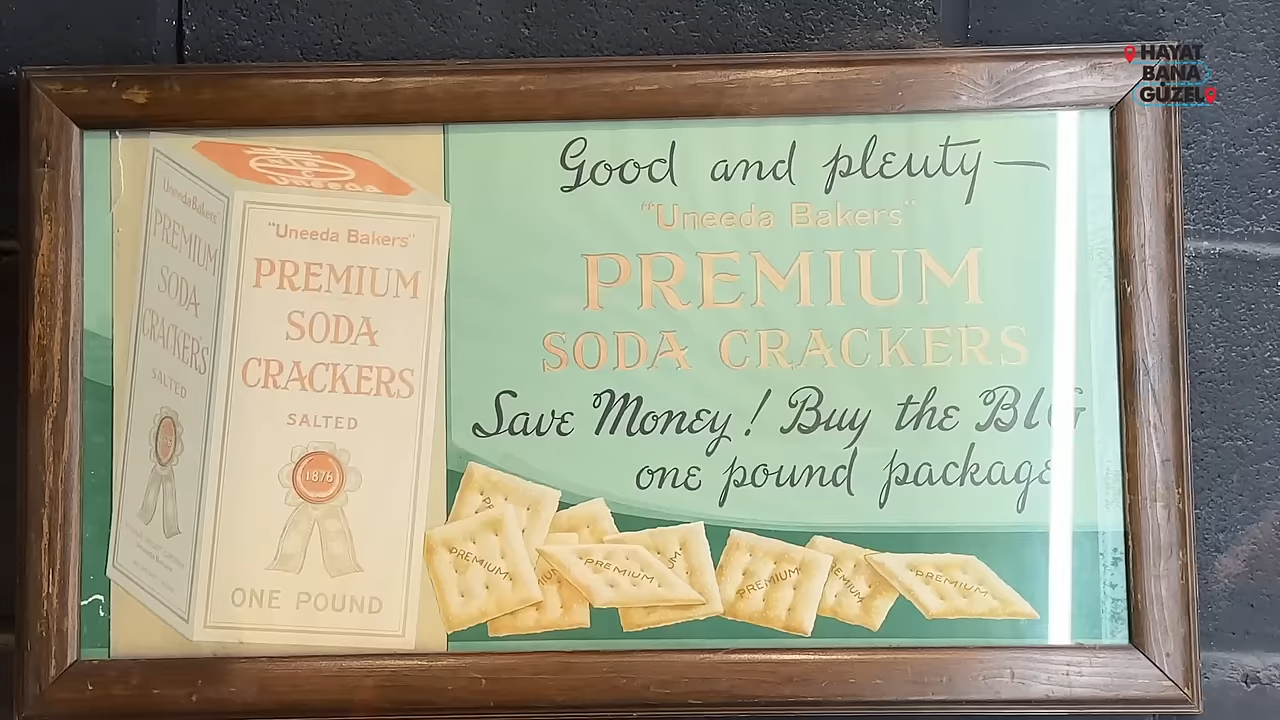 HAYAT
BANA
GÜZEL
Uneeda
"Uneeda Bakers"
PREMIUM
SODA
CRACKERS
SALTED
"Uneeda Bakers"
PREMIUM
SODA
CRACKERS
SALTED
1876
ONE POUND
Good and plenty—
"Uneeda Bakers"
PREMIUM
SODA CRACKERS
Save Money! Buy the BIG
one pound package
PREMIUM
PREMIUM
PREMIUM
PREMIUM
PREMIUM